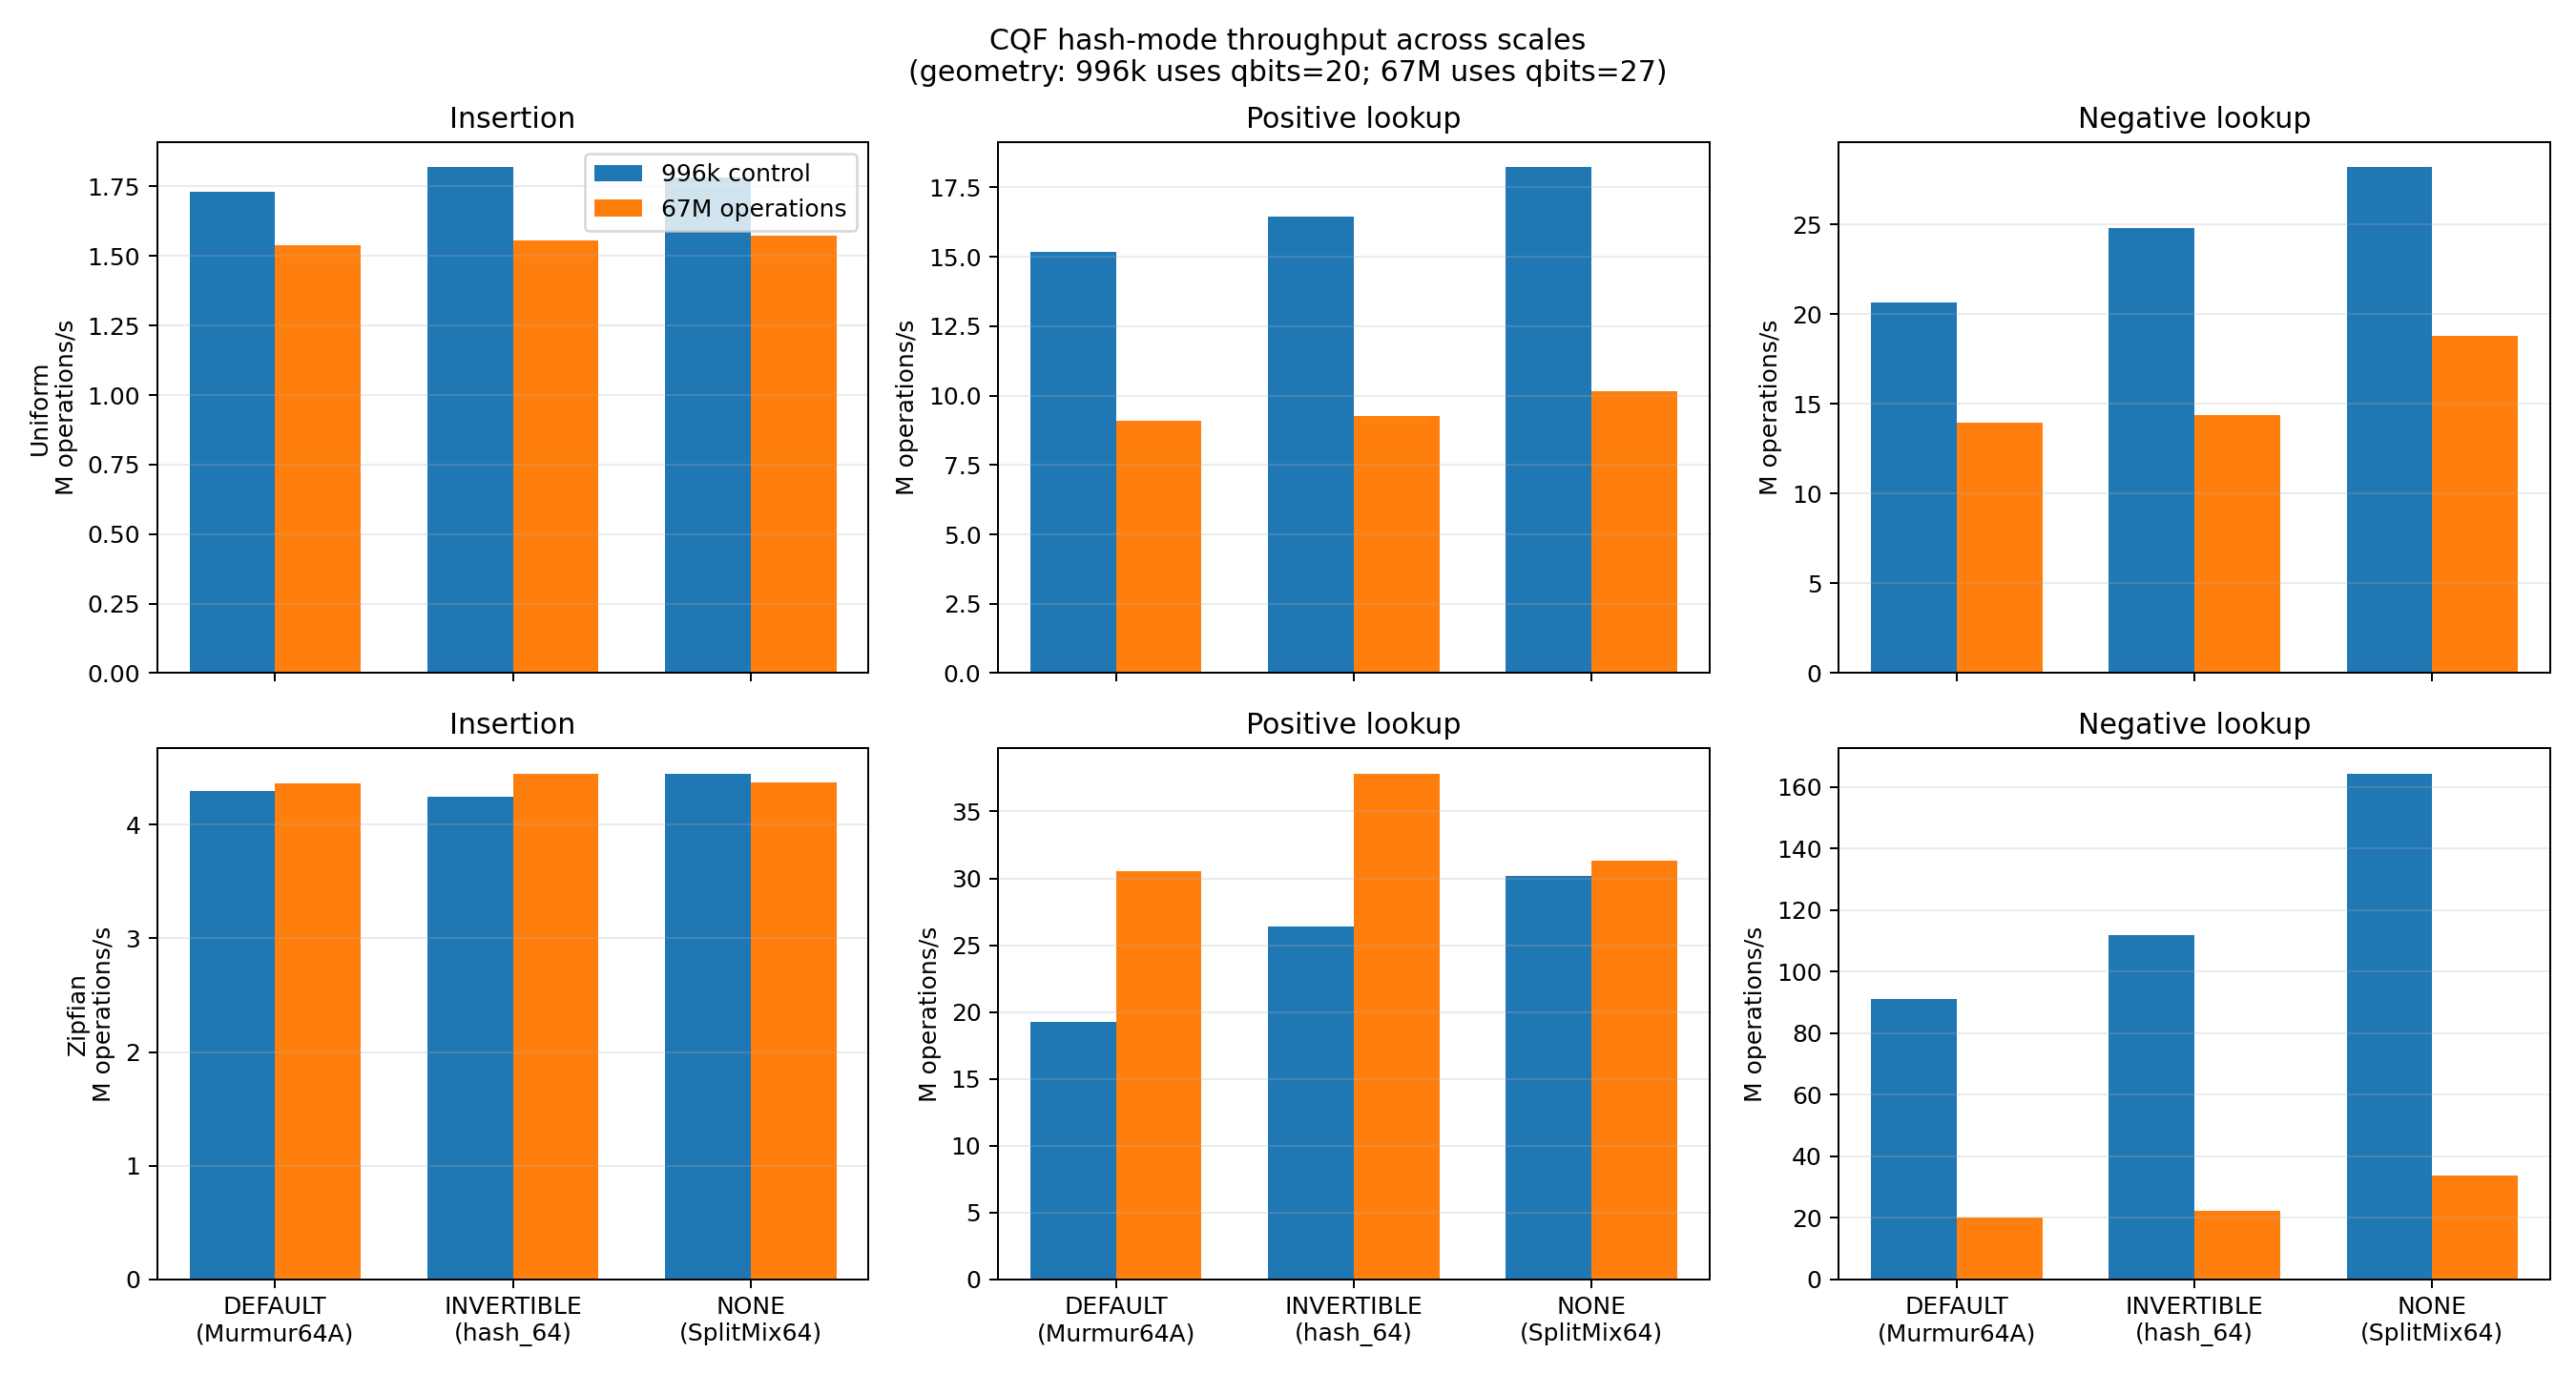 CQF hash-mode throughput across scales
(geometry: 996k uses qbits=20; 67M uses qbits=27)
Insertion
Positive lookup
Negative lookup
996k control
67M operations
Uniform
M operations/s
1.75
1.50
1.25
1.00
0.75
0.50
0.25
0.00
M operations/s
17.5
15.0
12.5
10.0
7.5
5.0
2.5
0.0
M operations/s
25
20
15
10
5
0
Insertion
Positive lookup
Negative lookup
Zipfian
M operations/s
4
3
2
1
0
M operations/s
35
30
25
20
15
10
5
0
M operations/s
160
140
120
100
80
60
40
20
0
DEFAULT
(Murmur64A)
INVERTIBLE
(hash_64)
NONE
(SplitMix64)
DEFAULT
(Murmur64A)
INVERTIBLE
(hash_64)
NONE
(SplitMix64)
DEFAULT
(Murmur64A)
INVERTIBLE
(hash_64)
NONE
(SplitMix64)